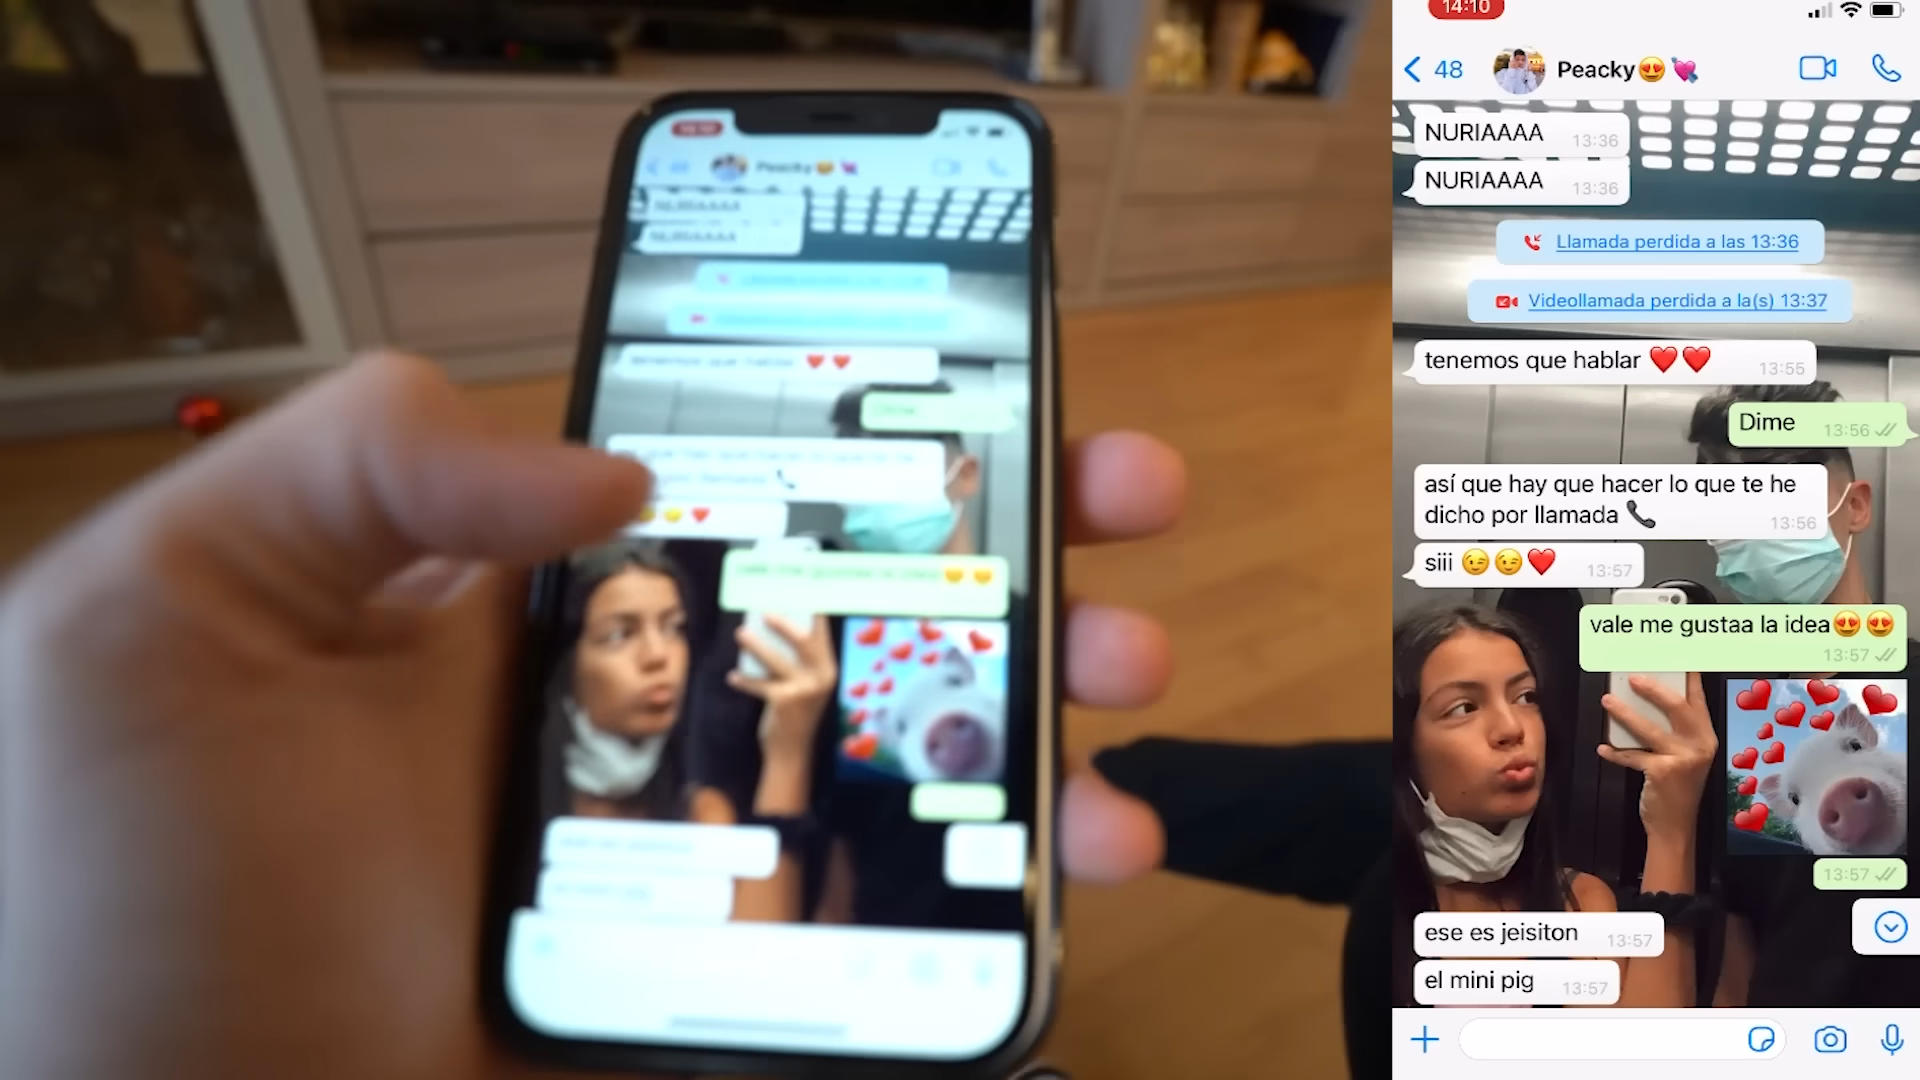 14:10
48
Peacky😍💘
NURIAAAA 13:36
NURIAAAA 13:36
Llamada perdida a las 13:36
Videollamada perdida a la(s) 13:37
tenemos que hablar ❤️❤️ 13:55
Dime 13:56
así que hay que hacer lo que te he
dicho por llamada 📞 13:56
siii 😉😉❤️ 13:57
vale me gustaa la idea😍😍
13:57
13:57
ese es jeisiton 13:57
el mini pig 13:57